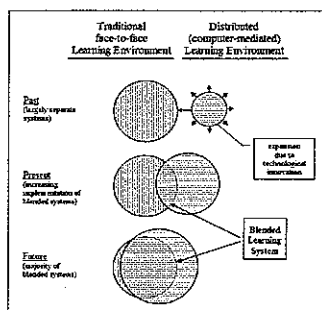 Traditional
face-to-face
Learning Environment
Distributed
(computer-mediated)
Learning Environment
Past
(largely separate
systems)
expansion
due to
technological
innovation
Present
(increasing
implementation of
blended systems)
Blended
Learning
System
Future
(majority of
blended systems)